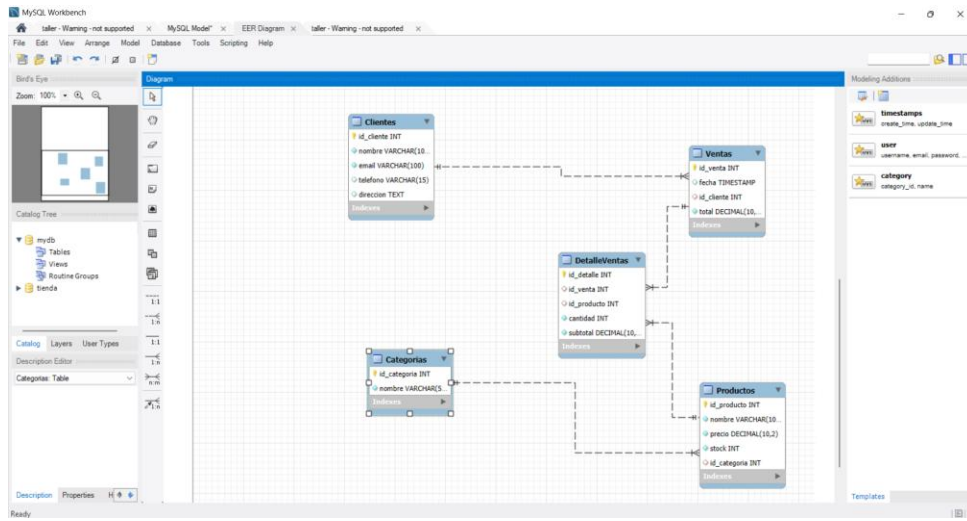 MySQL Workbench
taller - Warning - not supported × MySQL Model* × EER Diagram × taller - Warning - not supported ×
File Edit View Arrange Model Database Tools Scripting Help
Bird's Eye
Zoom: 100%
Diagram
Modeling Additions
timestamps
create_time, update_time
user
username, email, password, ...
category
category_id, name
Clientes
id_cliente INT
nombre VARCHAR(10...
email VARCHAR(100)
telefono VARCHAR(15)
direccion TEXT
Indexes
Ventas
id_venta INT
fecha TIMESTAMP
id_cliente INT
total DECIMAL(10,...
Indexes
Catalog Tree
mydb
Tables
Views
Routine Groups
tienda
DetalleVentas
id_detalle INT
id_venta INT
id_producto INT
cantidad INT
subtotal DECIMAL(10,...
Indexes
1:1
1:n
1:1
1:n
n:m
1:n
Catalog Layers User Types
Description Editor
Categorias: Table
Categorias
id_categoria INT
nombre VARCHAR(5...
Indexes
Productos
id_producto INT
nombre VARCHAR(10...
precio DECIMAL(10,2)
stock INT
id_categoria INT
Indexes
Description Properties H
Templates
Ready